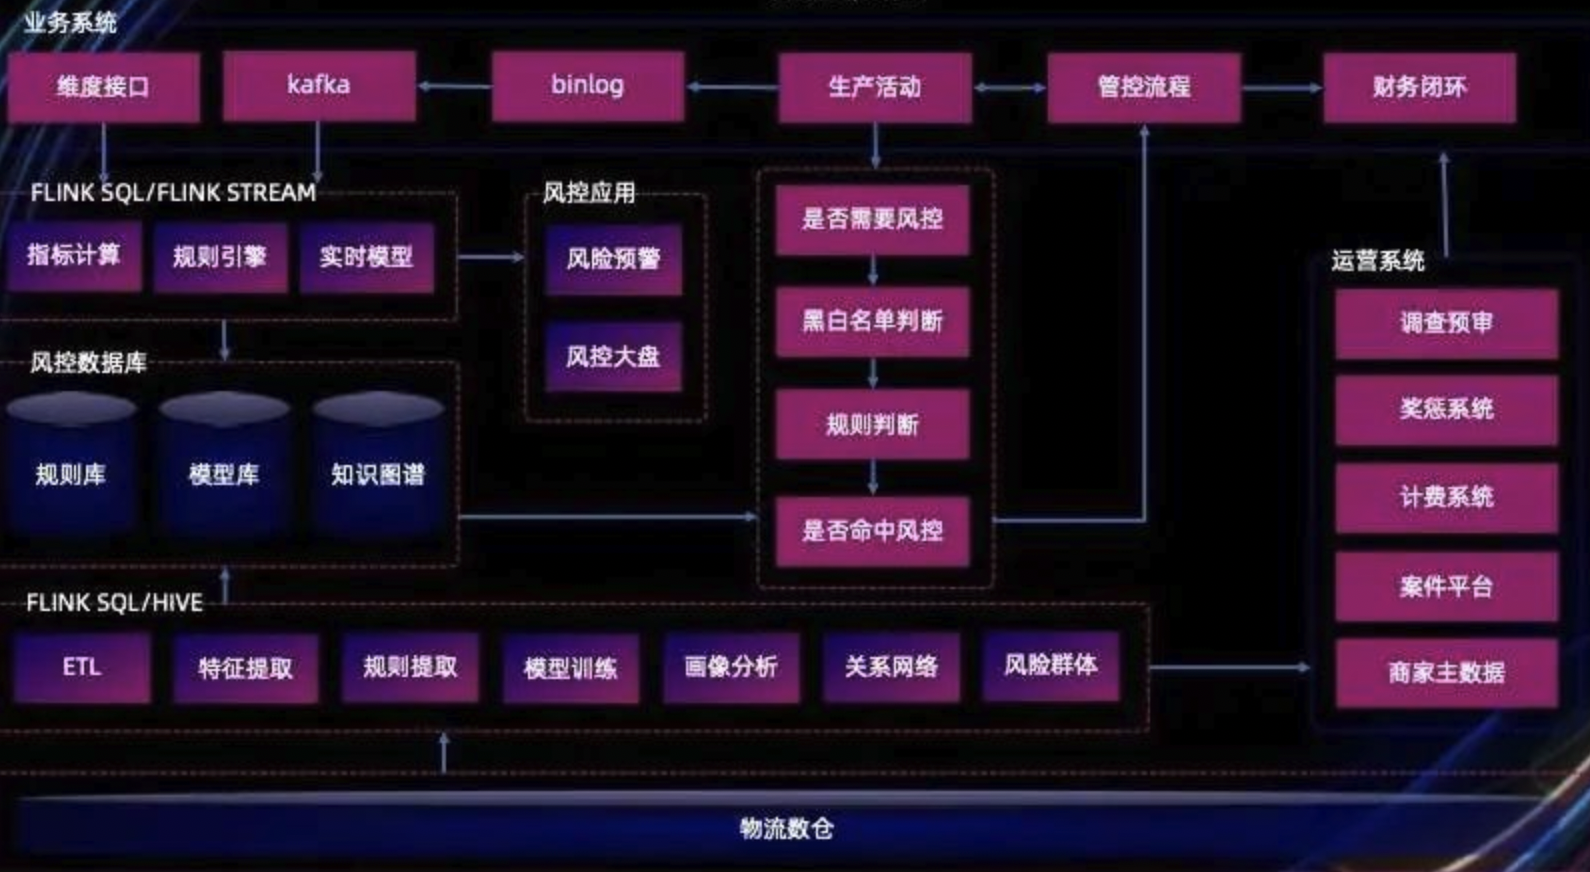 业务系统
维度接口
kafka
binlog
生产活动
管控流程
财务闭环
FLINK SQL/FLINK STREAM
指标计算
规则引擎
实时模型
风控应用
风险预警
风控大盘
是否需要风控
黑白名单判断
规则判断
是否命中风控
风控数据库
规则库
模型库
知识图谱
FLINK SQL/HIVE
ETL
特征提取
规则提取
模型训练
画像分析
关系网络
风险群体
运营系统
调查预审
奖惩系统
计费系统
案件平台
商家主数据
物流数仓